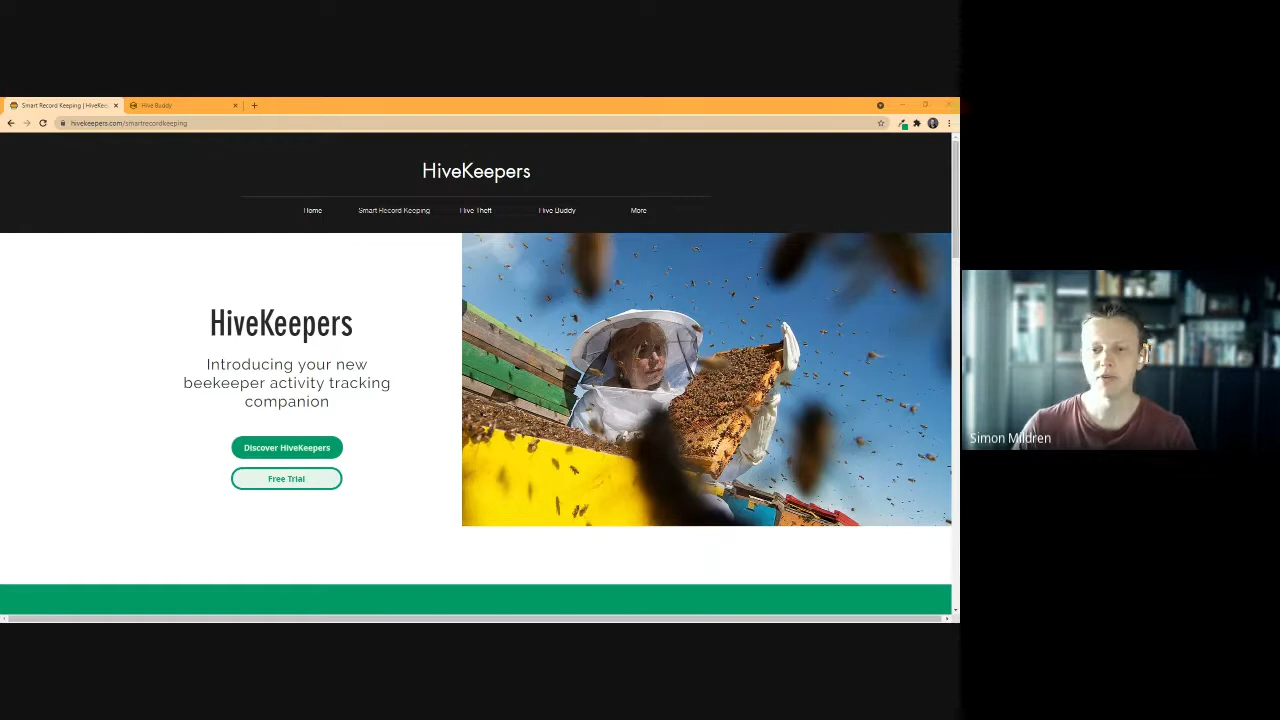 Smart Record Keeping | HiveKee
Hive Buddy
hivekeepers.com/smartrecordkeeping
HiveKeepers
Home
Smart Record Keeping
Hive Theft
Hive Buddy
More
HiveKeepers
Introducing your new
beekeeper activity tracking
companion
Discover HiveKeepers
Free Trial
Simon Mildren